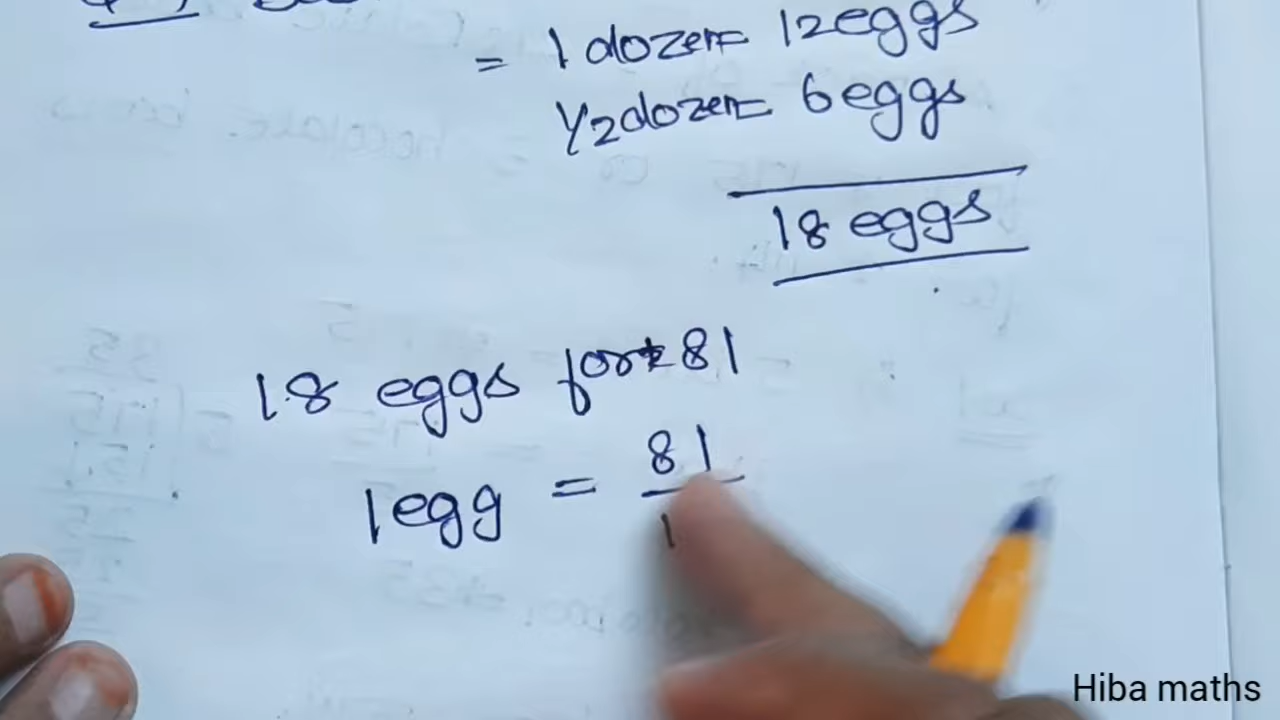 = 1 dozen= 12 eggs
1/2 dozen= 6 eggs
18 eggs
18 eggs for ₹81
1 egg = 81
1
Hiba maths